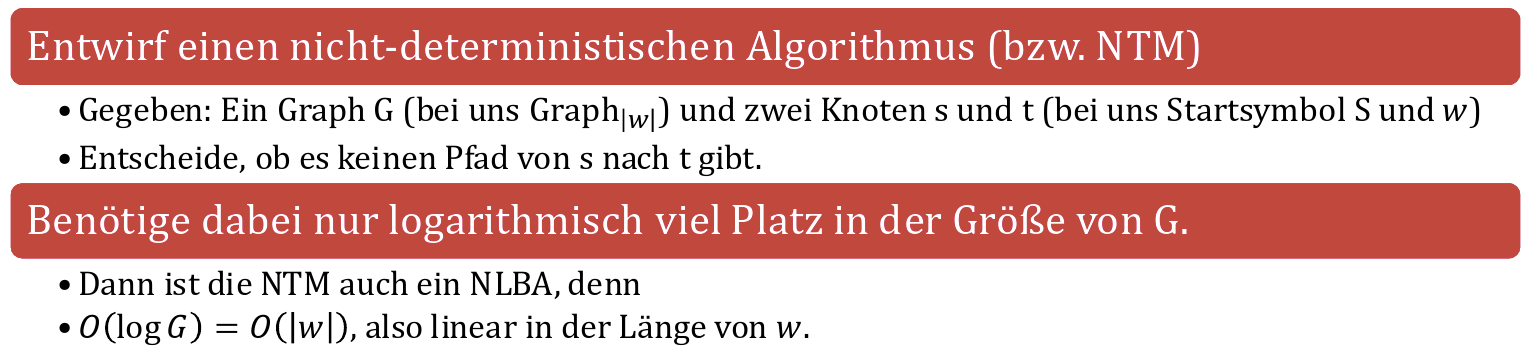 Entwirf einen nicht-deterministischen Algorithmus (bzw. NTM)
• Gegeben: Ein Graph G (bei uns Graph|w|) und zwei Knoten s und t (bei uns Startsymbol S und w)
• Entscheide, ob es keinen Pfad von s nach t gibt.
Benötige dabei nur logarithmisch viel Platz in der Größe von G.
• Dann ist die NTM auch ein NLBA, denn
• O(log G) = O(|w|), also linear in der Länge von w.